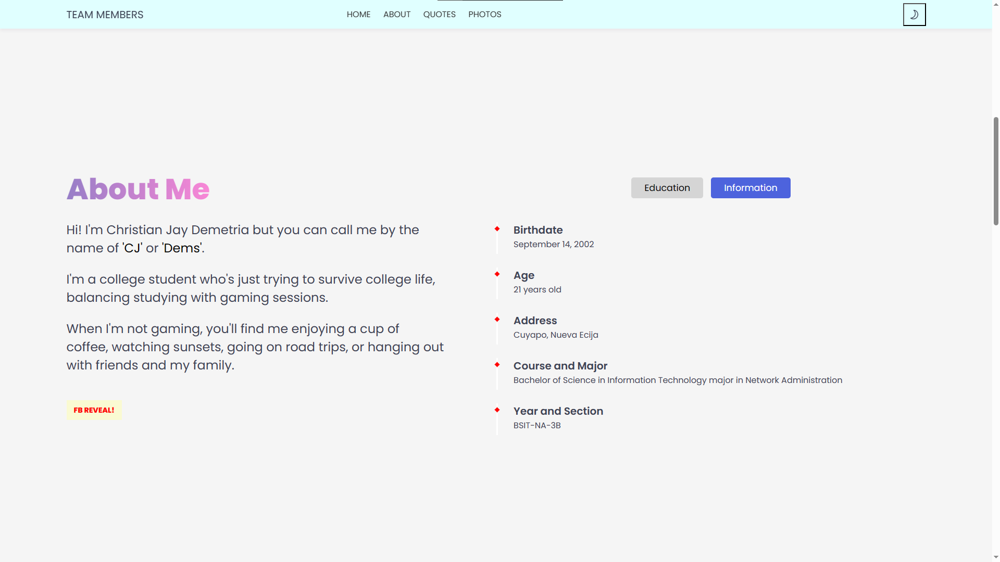 TEAM MEMBERS
HOME ABOUT QUOTES PHOTOS
About Me
Hi! I'm Christian Jay Demetria but you can call me by the
name of 'CJ' or 'Dems'.
I'm a college student who's just trying to survive college life,
balancing studying with gaming sessions.
When I'm not gaming, you'll find me enjoying a cup of
coffee, watching sunsets, going on road trips, or hanging out
with friends and my family.
FB REVEAL!
Education Information
Birthdate
September 14, 2002
Age
21 years old
Address
Cuyapo, Nueva Ecija
Course and Major
Bachelor of Science in Information Technology major in Network Administration
Year and Section
BSIT-NA-3B